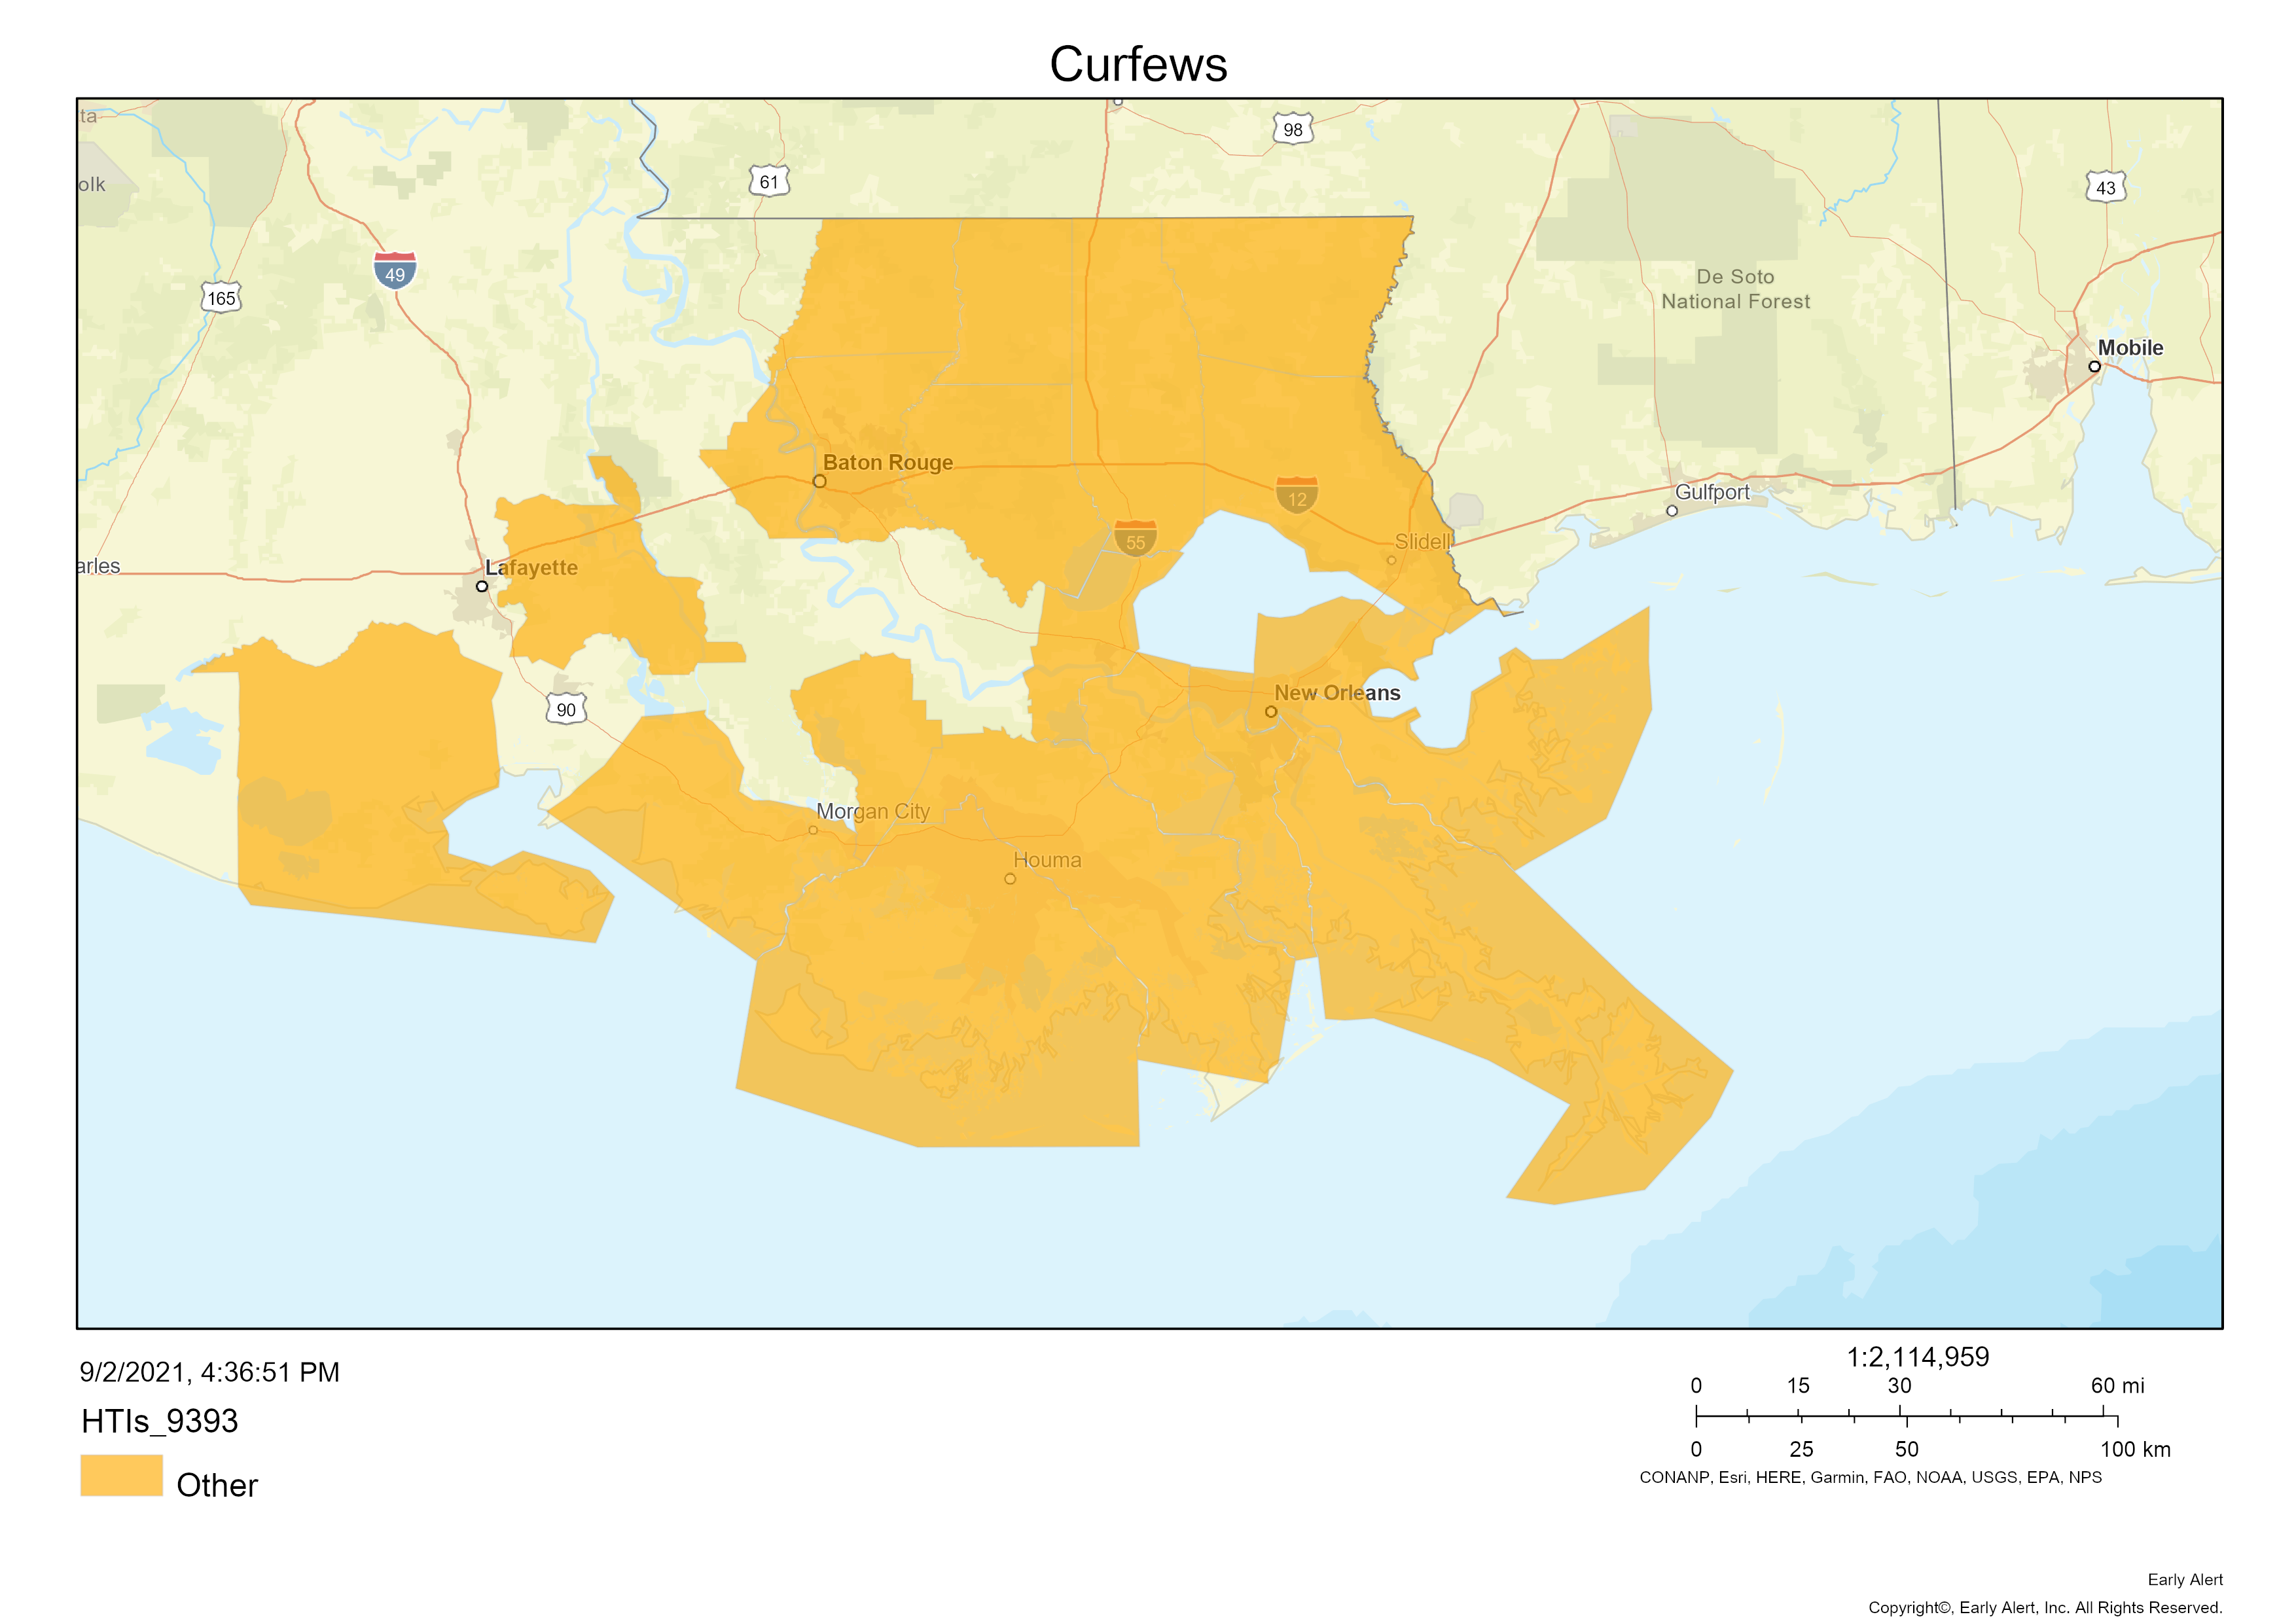 Curfews
ta
98
61
olk
43
49
165
De Soto
National Forest
Mobile
Baton Rouge
12
Gulfport
55
Slidell
arles
Lafayette
90
New Orleans
Morgan City
Houma
9/2/2021, 4:36:51 PM
1:2,114,959
0 15 30 60 mi
HTIs_9393
0 25 50 100 km
CONANP, Esri, HERE, Garmin, FAO, NOAA, USGS, EPA, NPS
Other
Early Alert
Copyright©, Early Alert, Inc. All Rights Reserved.